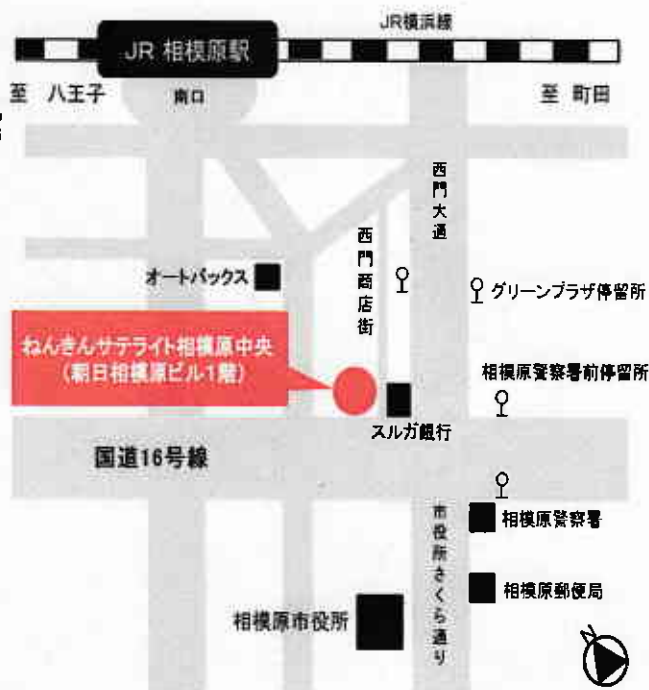 JR横浜線
JR 相模原駅
至 八王子
南口
至 町田
西門大通
西門商店街
オートバックス
グリーンプラザ停留所
ねんきんサテライト相模原中央
(朝日相模原ビル1階)
相模原警察署前停留所
スルガ銀行
国道16号線
市役所さくら通り
相模原警察署
相模原郵便局
相模原市役所
N